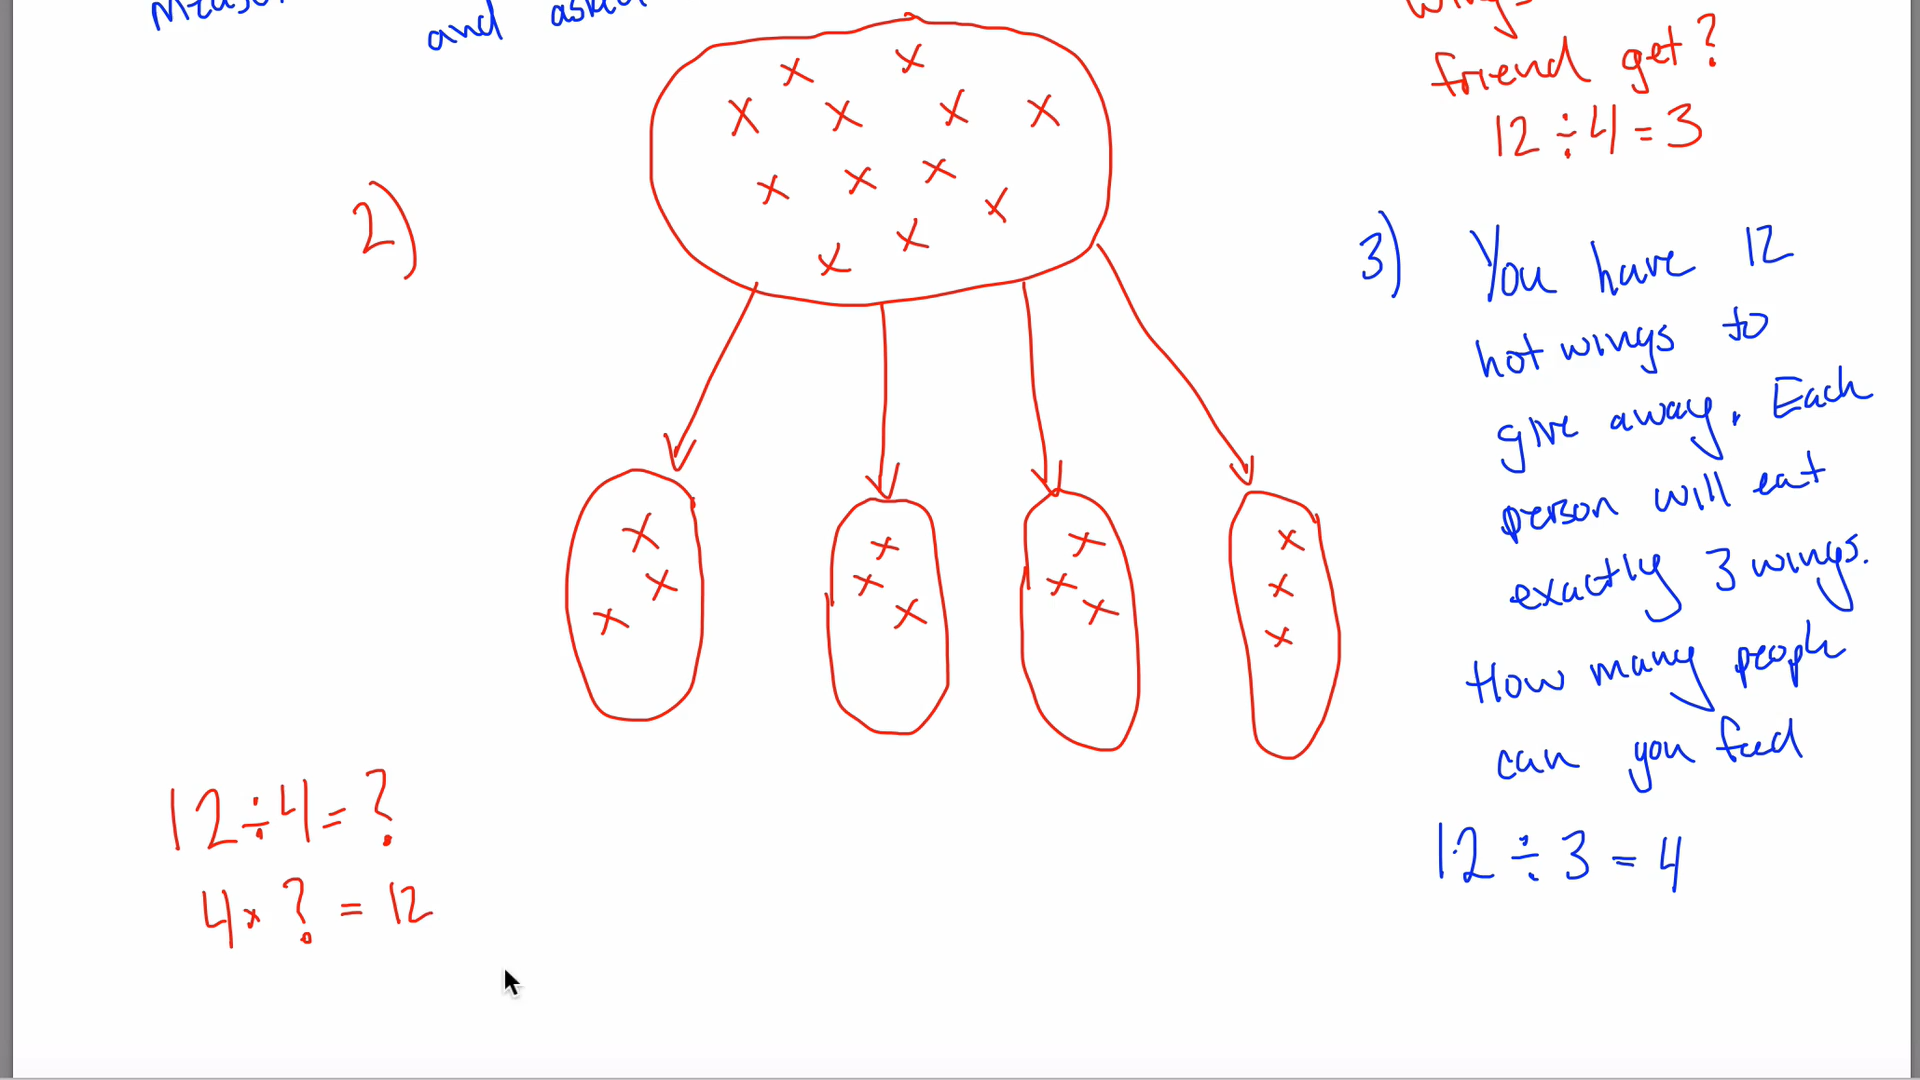 and asked
friend get?
12 ÷ 4 = 3
2)
3) You have 12
hot wings to
give away. Each
person will eat
exactly 3 wings.
How many people
can you feed
12 ÷ 3 = 4
12 ÷ 4 = ?
4 × ? = 12